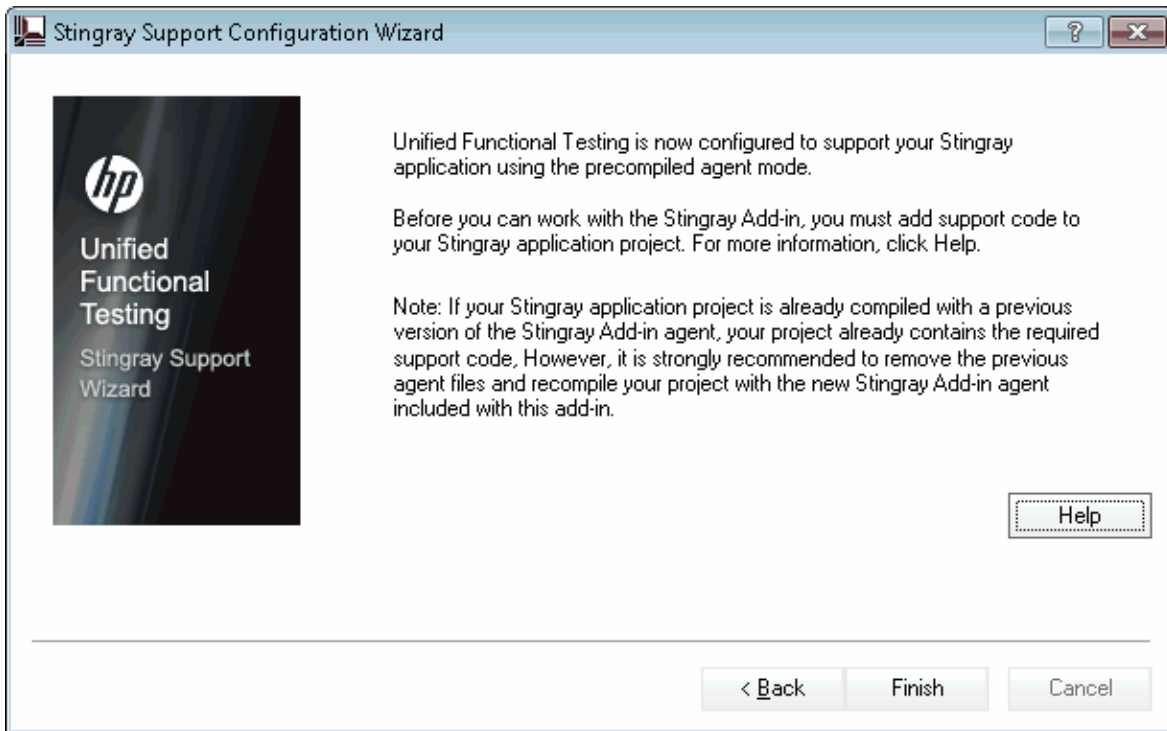 Stingray Support Configuration Wizard
?
hp
Unified
Functional
Testing
Stingray Support
Wizard
Unified Functional Testing is now configured to support your Stingray
application using the precompiled agent mode.
Before you can work with the Stingray Add-in, you must add support code to
your Stingray application project. For more information, click Help.
Note: If your Stingray application project is already compiled with a previous
version of the Stingray Add-in agent, your project already contains the required
support code, However, it is strongly recommended to remove the previous
agent files and recompile your project with the new Stingray Add-in agent
included with this add-in.
Help
< Back
Finish
Cancel